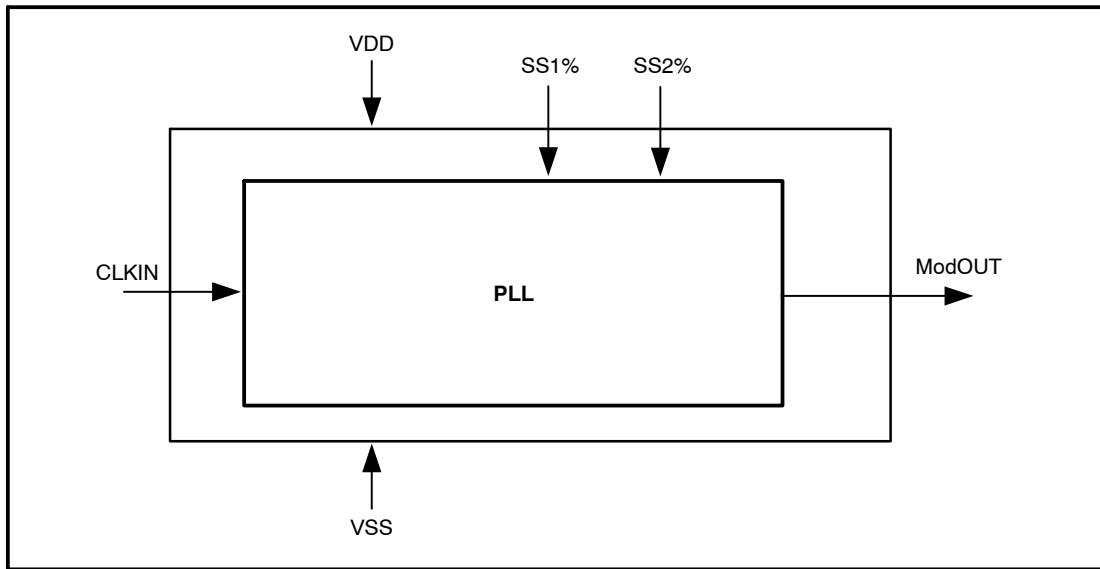 VDD
SS1% SS2%
CLKIN
PLL
ModOUT
VSS